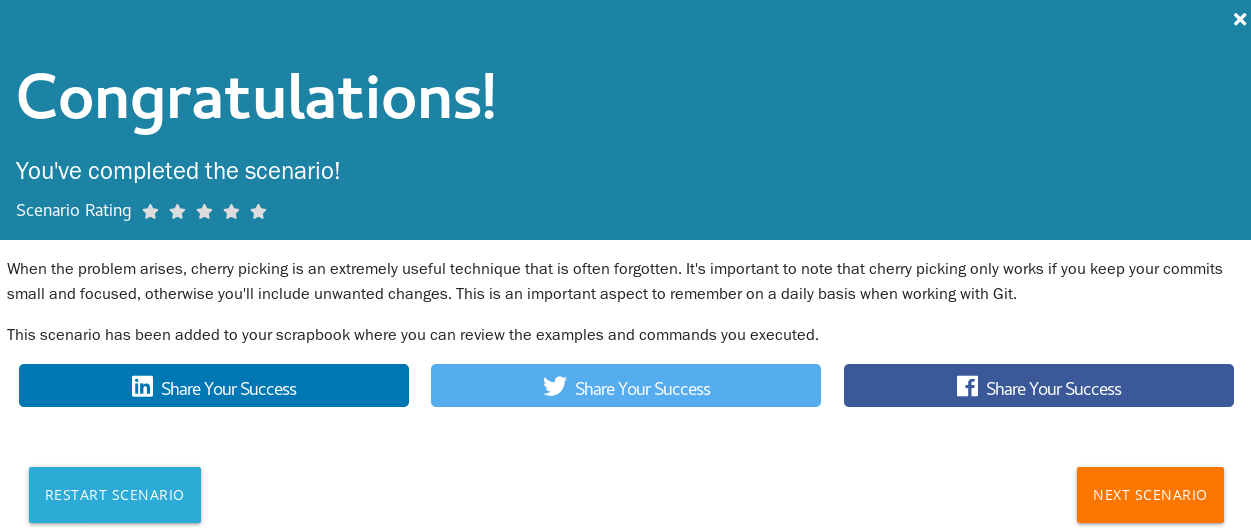 Congratulations!
You've completed the scenario!
Scenario Rating
When the problem arises, cherry picking is an extremely useful technique that is often forgotten. It's important to note that cherry picking only works if you keep your commits
small and focused, otherwise you'll include unwanted changes. This is an important aspect to remember on a daily basis when working with Git.
This scenario has been added to your scrapbook where you can review the examples and commands you executed.
Share Your Success
Share Your Success
Share Your Success
RESTART SCENARIO
NEXT SCENARIO